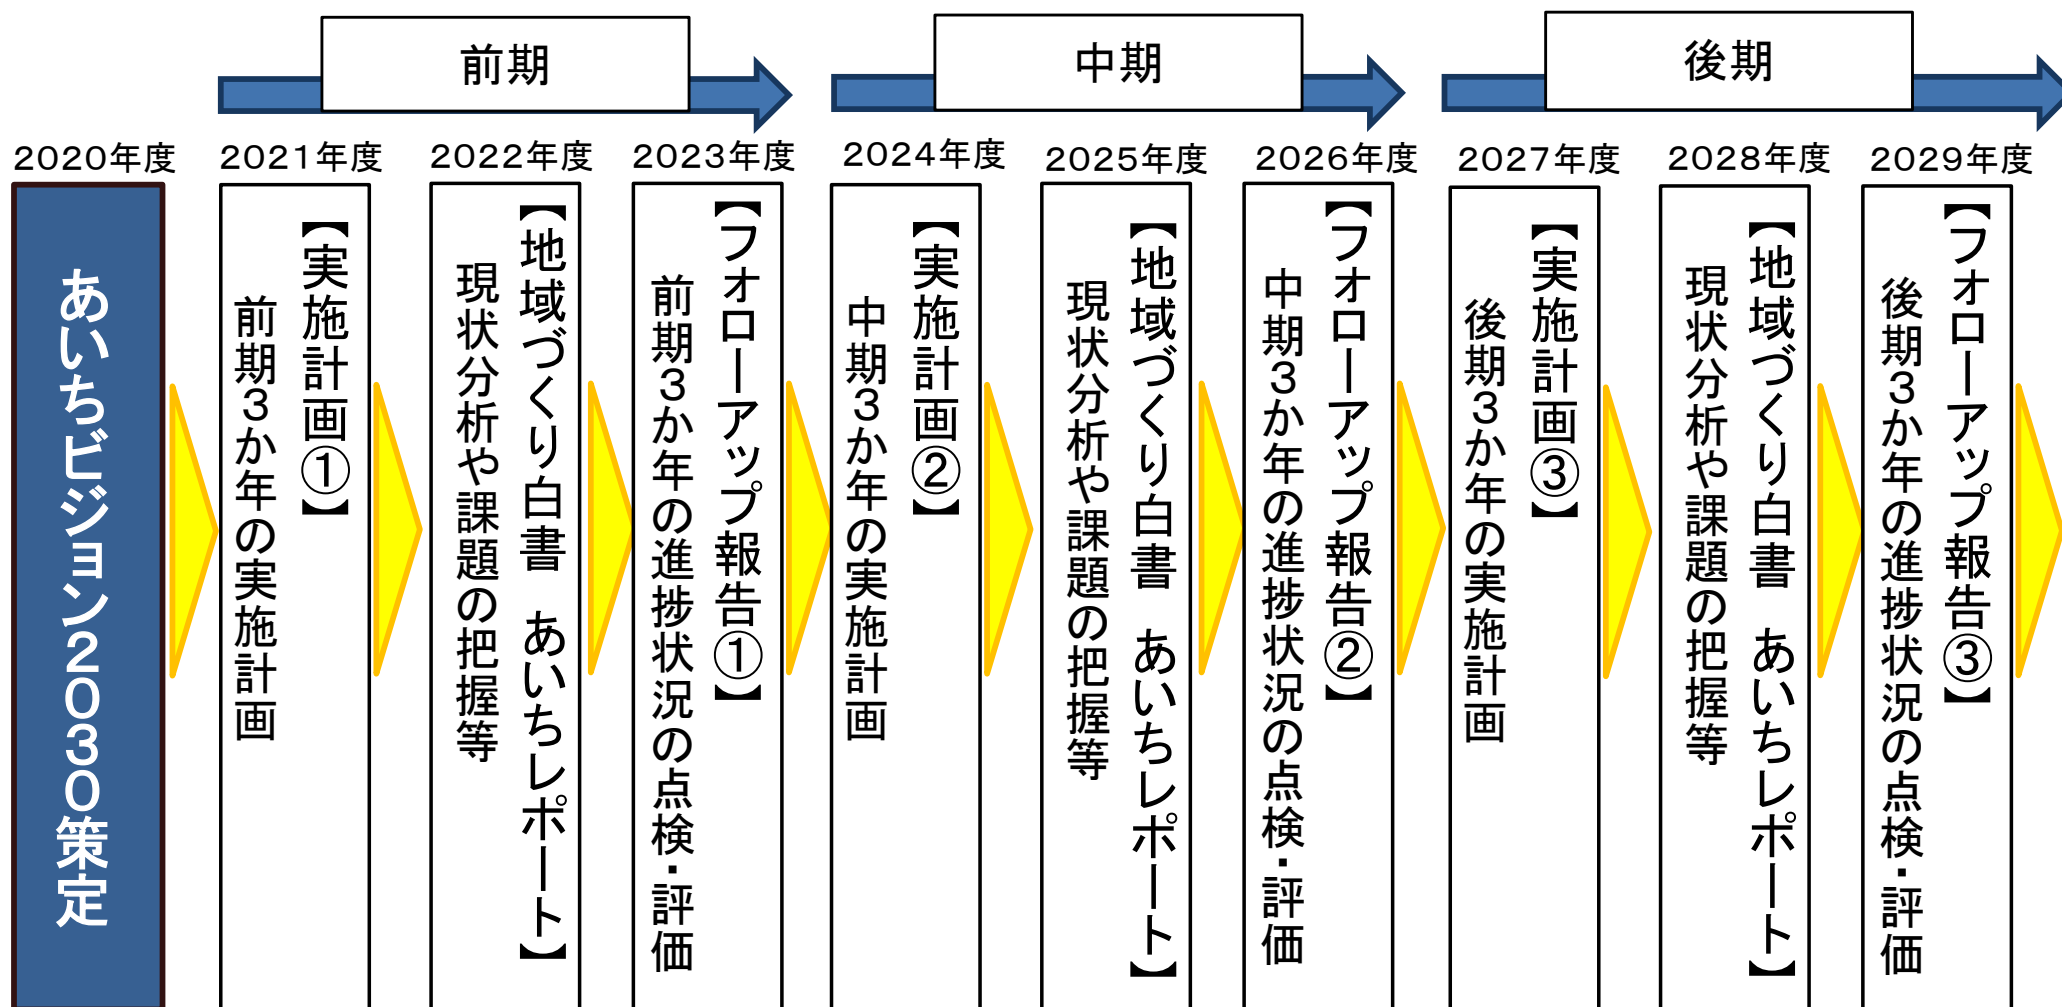 前期
中期
後期
2020年度
2021年度
2022年度
2023年度
2024年度
2025年度
2026年度
2027年度
2028年度
2029年度
あいちビジョン2030策定
【実施計画①】
前期3か年の実施計画
【地域づくり白書　あいちレポート】
現状分析や課題の把握等
【フォローアップ報告①】
前期3か年の進捗状況の点検・評価
【実施計画②】
中期3か年の実施計画
【地域づくり白書　あいちレポート】
現状分析や課題の把握等
【フォローアップ報告②】
中期3か年の進捗状況の点検・評価
【実施計画③】
後期3か年の実施計画
【地域づくり白書　あいちレポート】
現状分析や課題の把握等
【フォローアップ報告③】
後期3か年の進捗状況の点検・評価